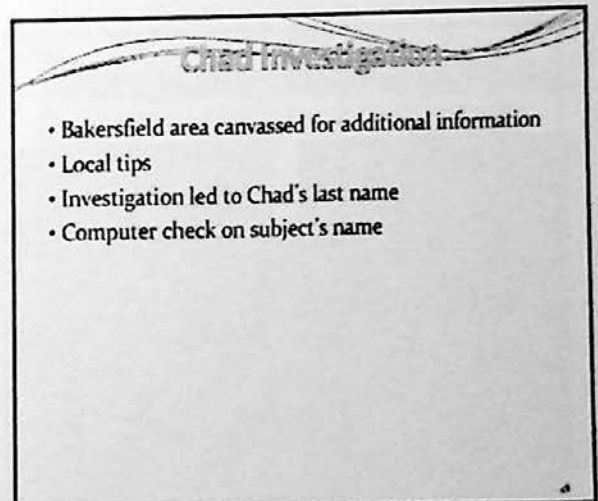 Chad Investigation
• Bakersfield area canvassed for additional information
• Local tips
• Investigation led to Chad's last name
• Computer check on subject's name